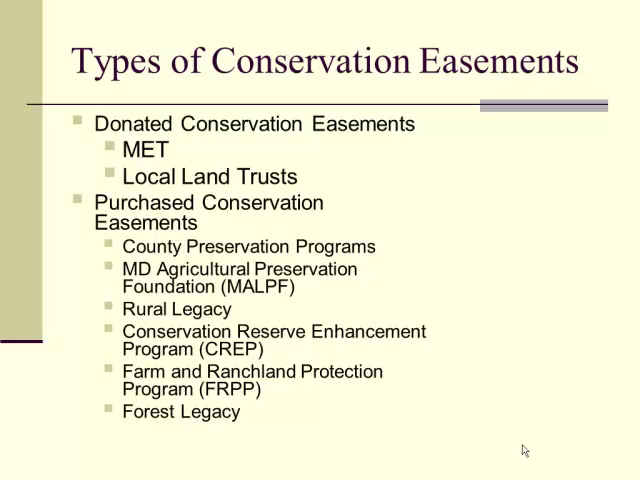 Types of Conservation Easements
Donated Conservation Easements
MET
Local Land Trusts
Purchased Conservation
Easements
County Preservation Programs
MD Agricultural Preservation
Foundation (MALPF)
Rural Legacy
Conservation Reserve Enhancement
Program (CREP)
Farm and Ranchland Protection
Program (FRPP)
Forest Legacy